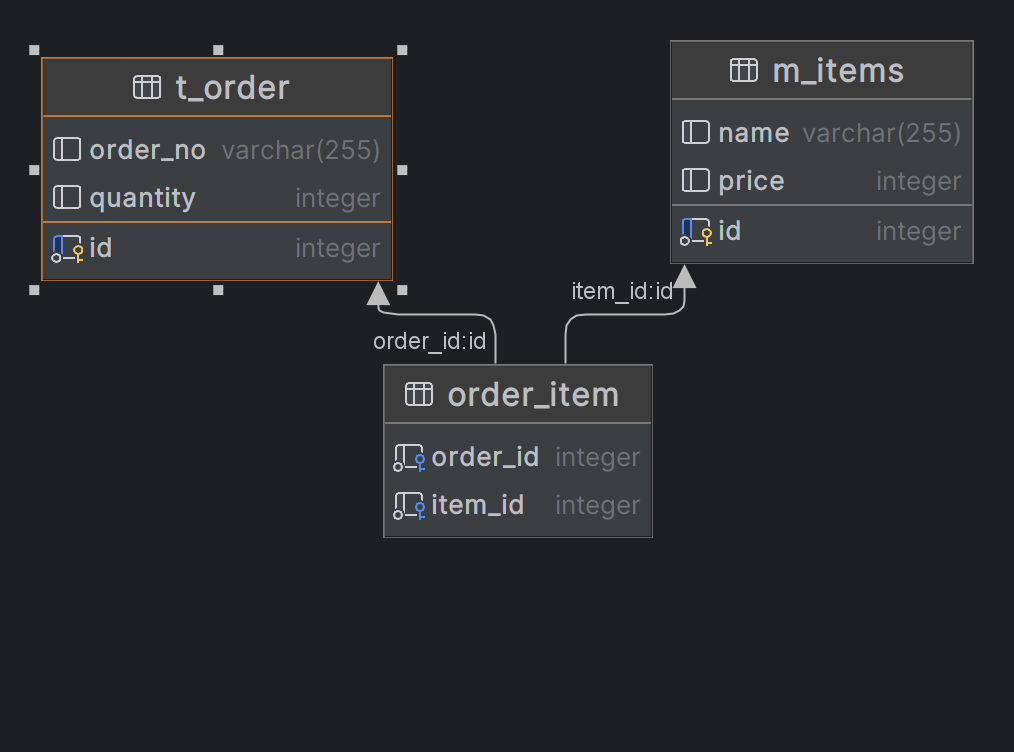 t_order
order_no varchar(255)
quantity integer
id integer
m_items
name varchar(255)
price integer
id integer
item_id:id
order_id:id
order_item
order_id integer
item_id integer